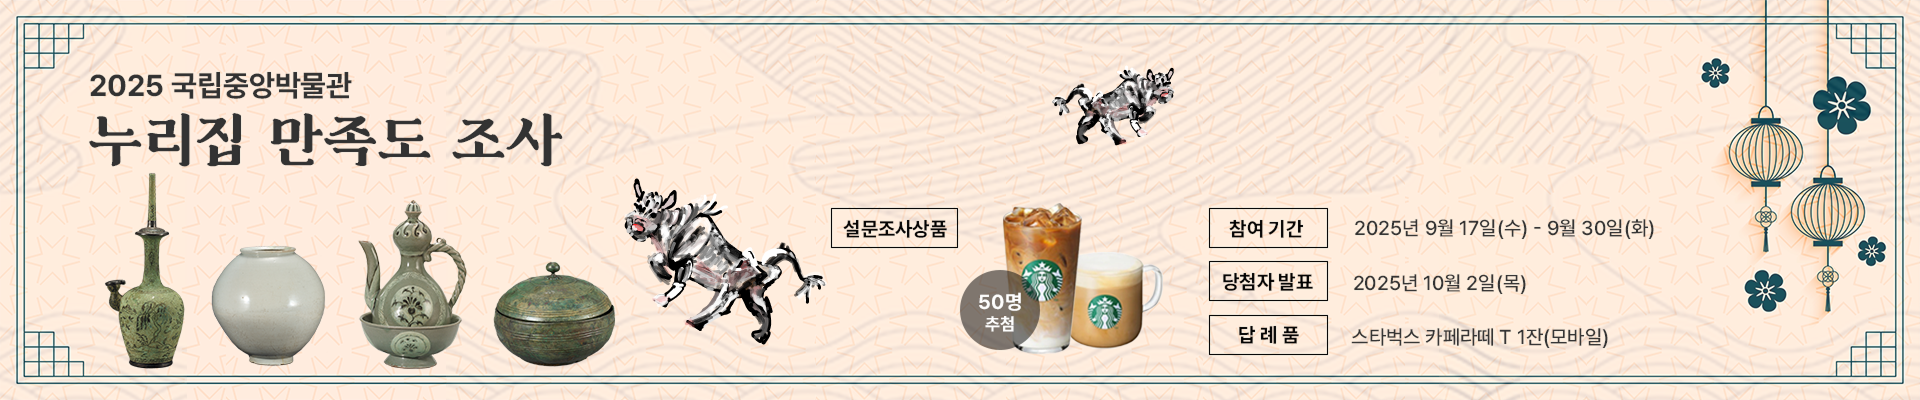 2025 국립중앙박물관
누리집 만족도 조사
설문조사상품
50명
추첨
참여 기간
2025년 9월 17일(수) - 9월 30일(화)
당첨자 발표
2025년 10월 2일(목)
답 례 품
스타벅스 카페라떼 T 1잔(모바일)